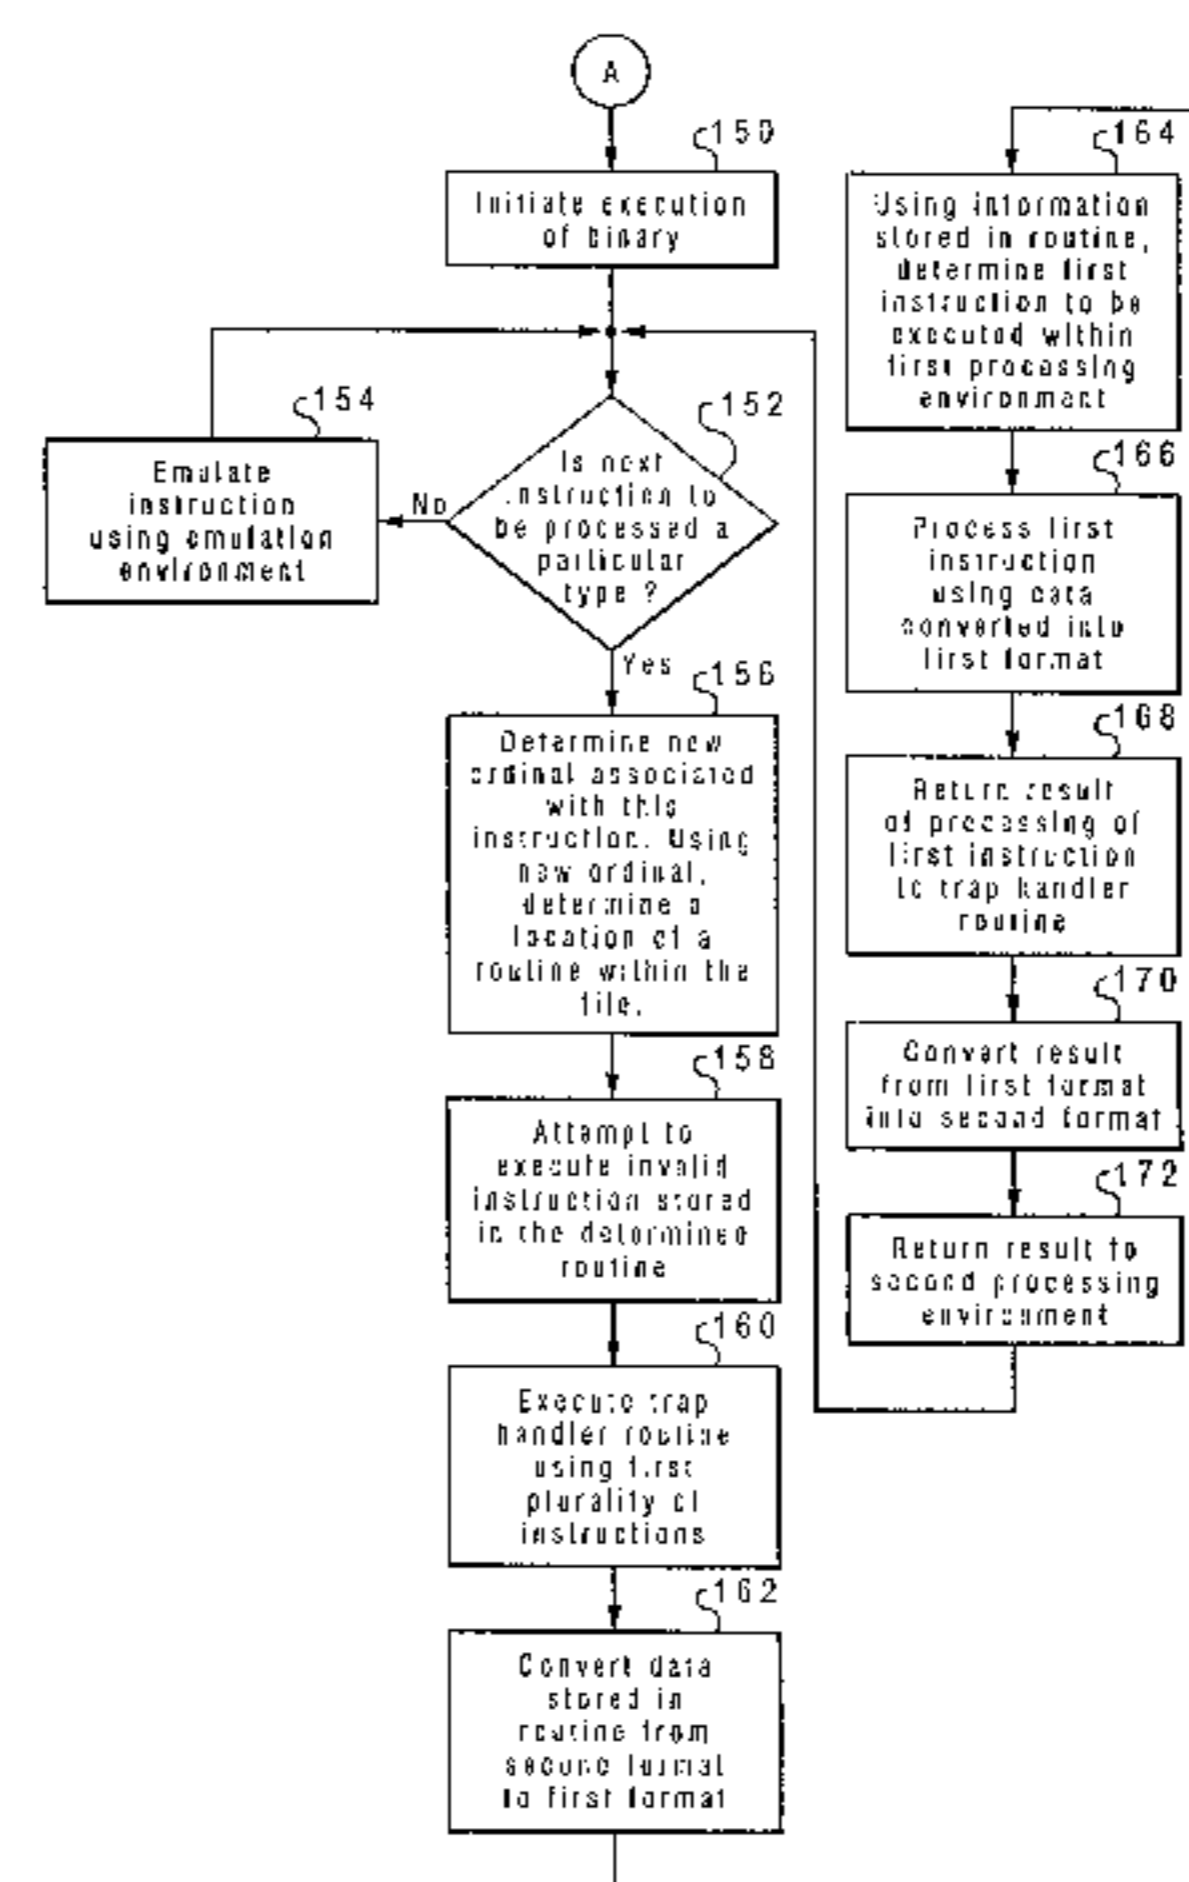 A
150
Initiate execution
of binary
154
Emulate
instruction
using emulation
environment
No
152
Is next
instruction to
be processed a
particular
type ?
Yes
156
Determine new
ordinal associated
with this
instruction. Using
new ordinal,
determine a
location of a
routine within the
file.
158
Attempt to
execute invalid
instruction stored
in the determined
routine
160
Execute trap
handler routine
using first
plurality of
instructions
162
Convert data
stored in
routine from
second format
to first format
164
Using information
stored in routine,
determine first
instruction to be
executed within
first processing
environment
166
Process first
instruction
using data
converted into
first format
168
Return result
of processing of
first instruction
to trap handler
routine
170
Convert result
from first format
into second format
172
Return result to
second processing
environment